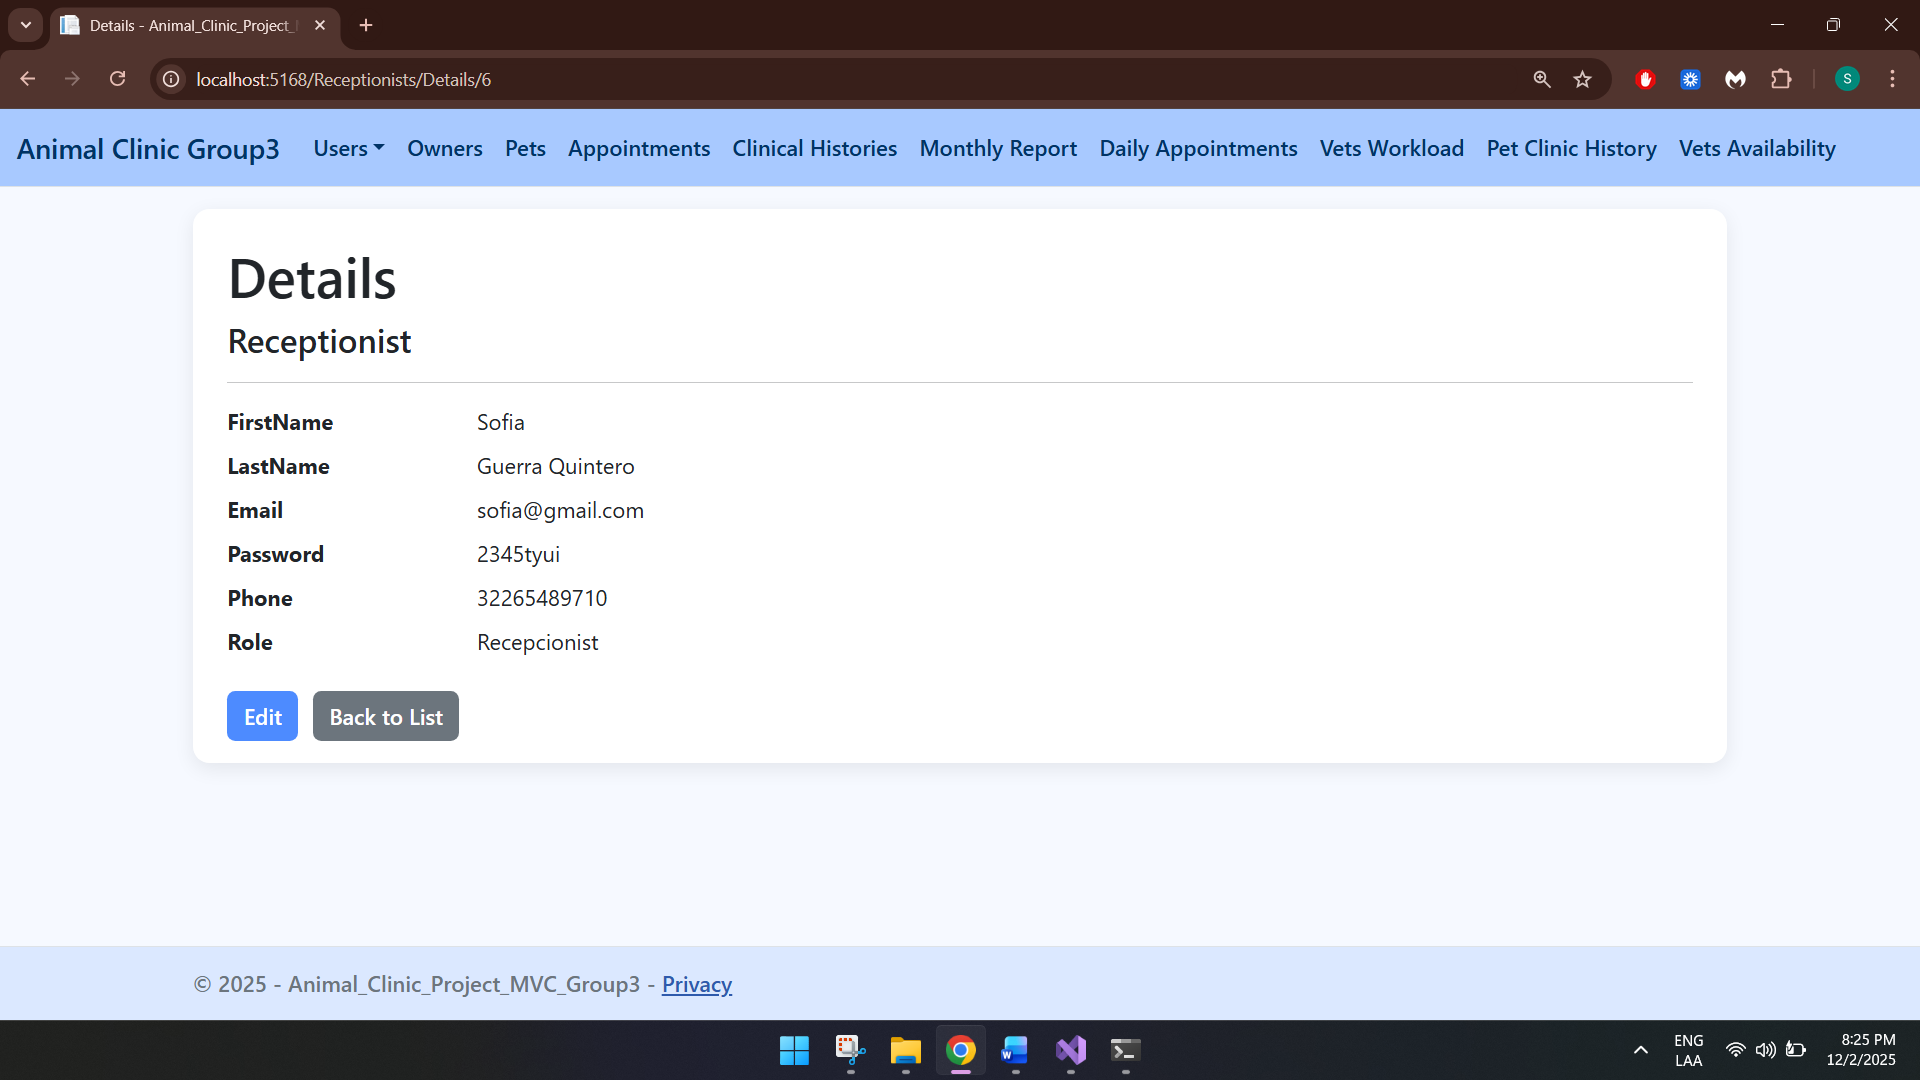 Details - Animal_Clinic_Project_
localhost:5168/Receptionists/Details/6
S
Animal Clinic Group3 Users Owners Pets Appointments Clinical Histories Monthly Report Daily Appointments Vets Workload Pet Clinic History Vets Availability
Details
Receptionist
FirstName Sofia
LastName Guerra Quintero
Email sofia@gmail.com
Password 2345tyui
Phone 32265489710
Role Recepcionist
Edit Back to List
© 2025 - Animal_Clinic_Project_MVC_Group3 - Privacy
ENG 8:25 PM
LAA 12/2/2025